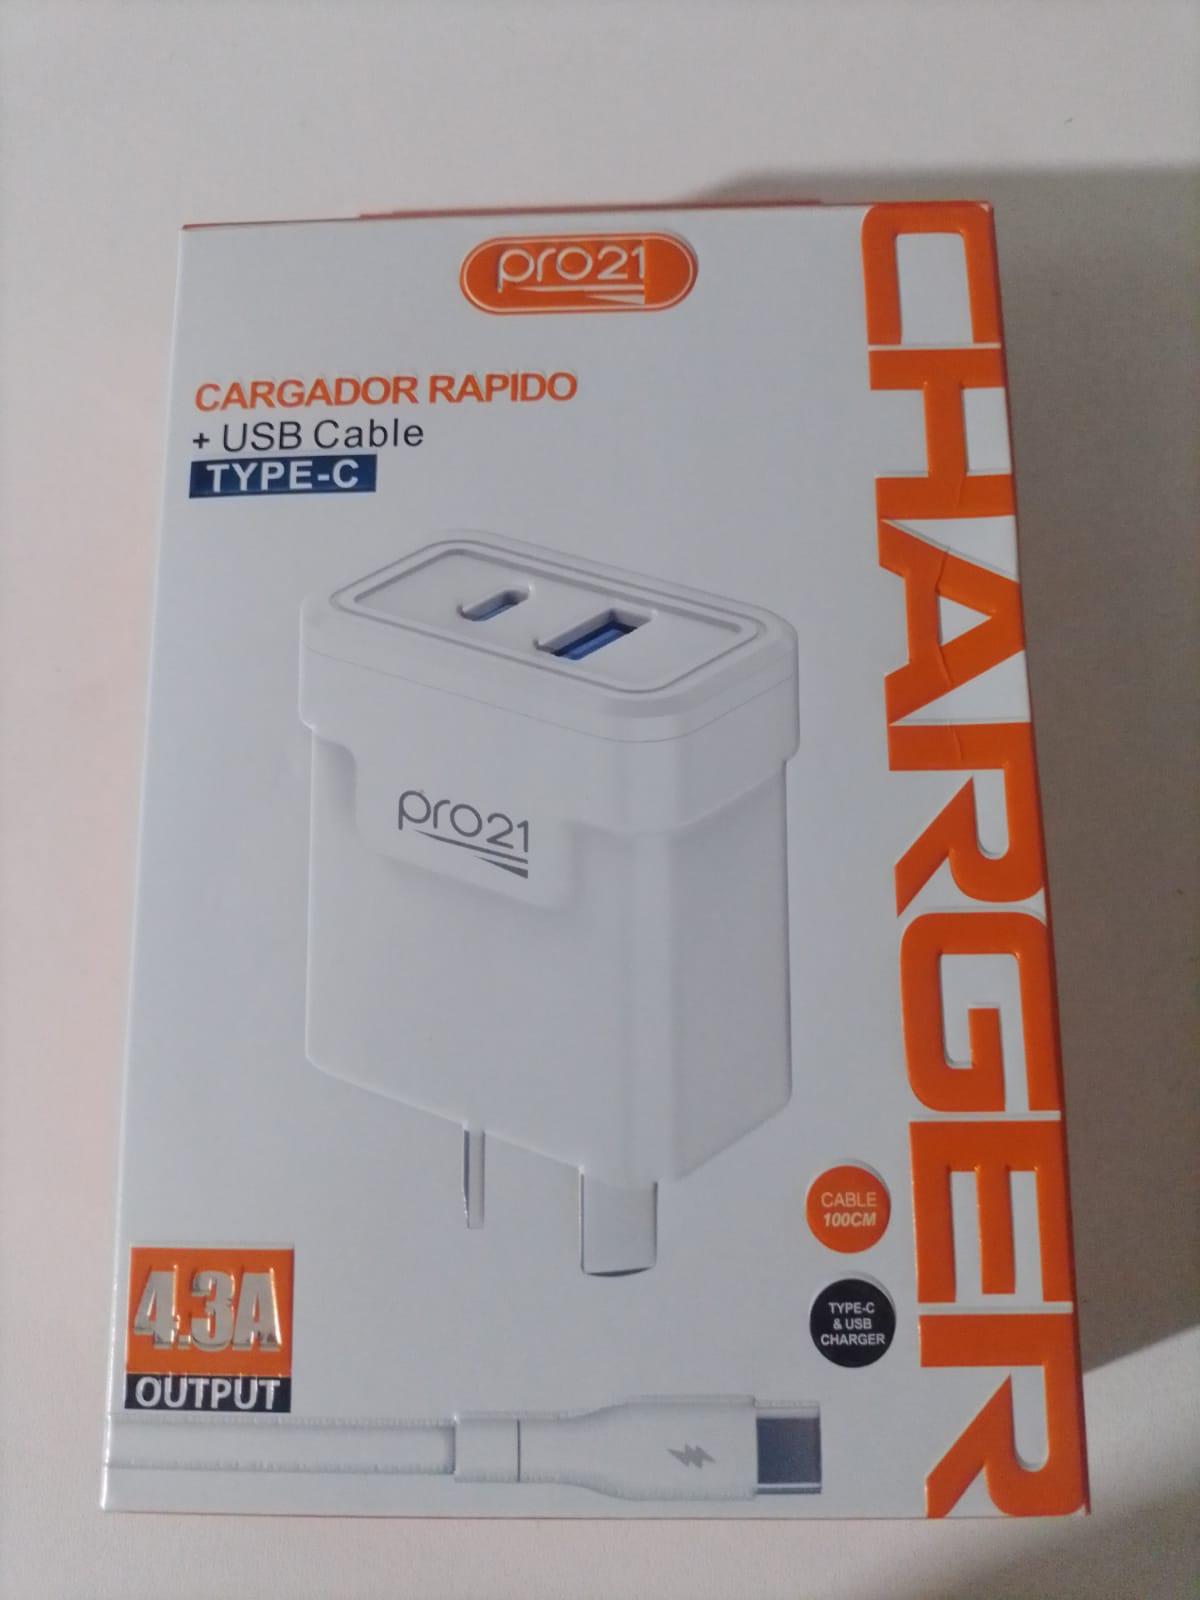 pro21
CARGADOR RAPIDO
+ USB Cable
TYPE-C
CHARGER
pro21
CABLE
100CM
TYPE-C
& USB
CHARGER
4.3A
OUTPUT